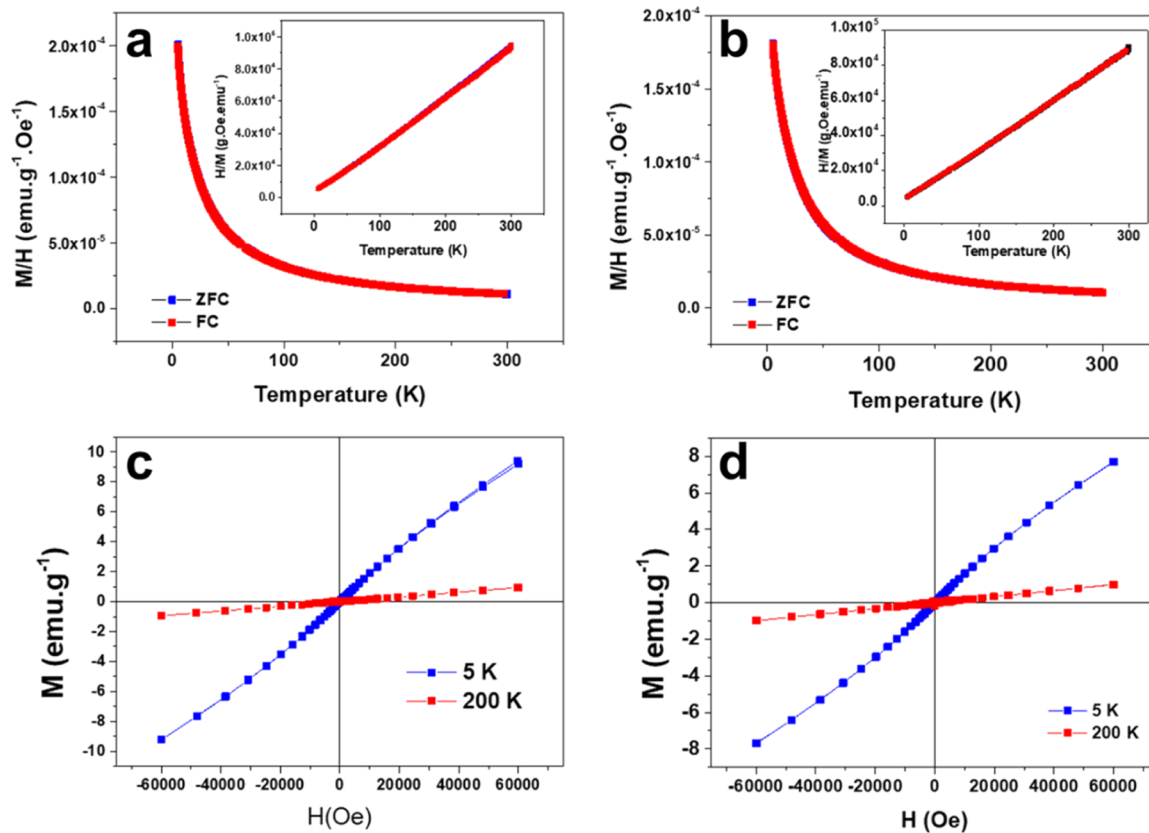 a
M/H (emu.g⁻¹.Oe⁻¹)
2.0x10⁻⁴
1.5x10⁻⁴
1.0x10⁻⁴
5.0x10⁻⁵
0.0
H/M (g.Oe.emu⁻¹)
1.0x10⁵
8.0x10⁴
6.0x10⁴
4.0x10⁴
2.0x10⁴
0.0
0 100 200 300
Temperature (K)
ZFC
FC
0 100 200 300
Temperature (K)
b
M/H (emu.g⁻¹.Oe⁻¹)
2.0x10⁻⁴
1.5x10⁻⁴
1.0x10⁻⁴
5.0x10⁻⁵
0.0
H/M (g.Oe.emu⁻¹)
1.0x10⁵
8.0x10⁴
6.0x10⁴
4.0x10⁴
2.0x10⁴
0.0
0 50 100 150 200 250 300
Temperature (K)
ZFC
FC
0 100 200 300
Temperature (K)
c
M (emu.g⁻¹)
10
8
6
4
2
0
-2
-4
-6
-8
-10
5 K
200 K
-60000 -40000 -20000 0 20000 40000 60000
H(Oe)
d
M (emu.g⁻¹)
8
6
4
2
0
-2
-4
-6
-8
5 K
200 K
-60000 -40000 -20000 0 20000 40000 60000
H (Oe)